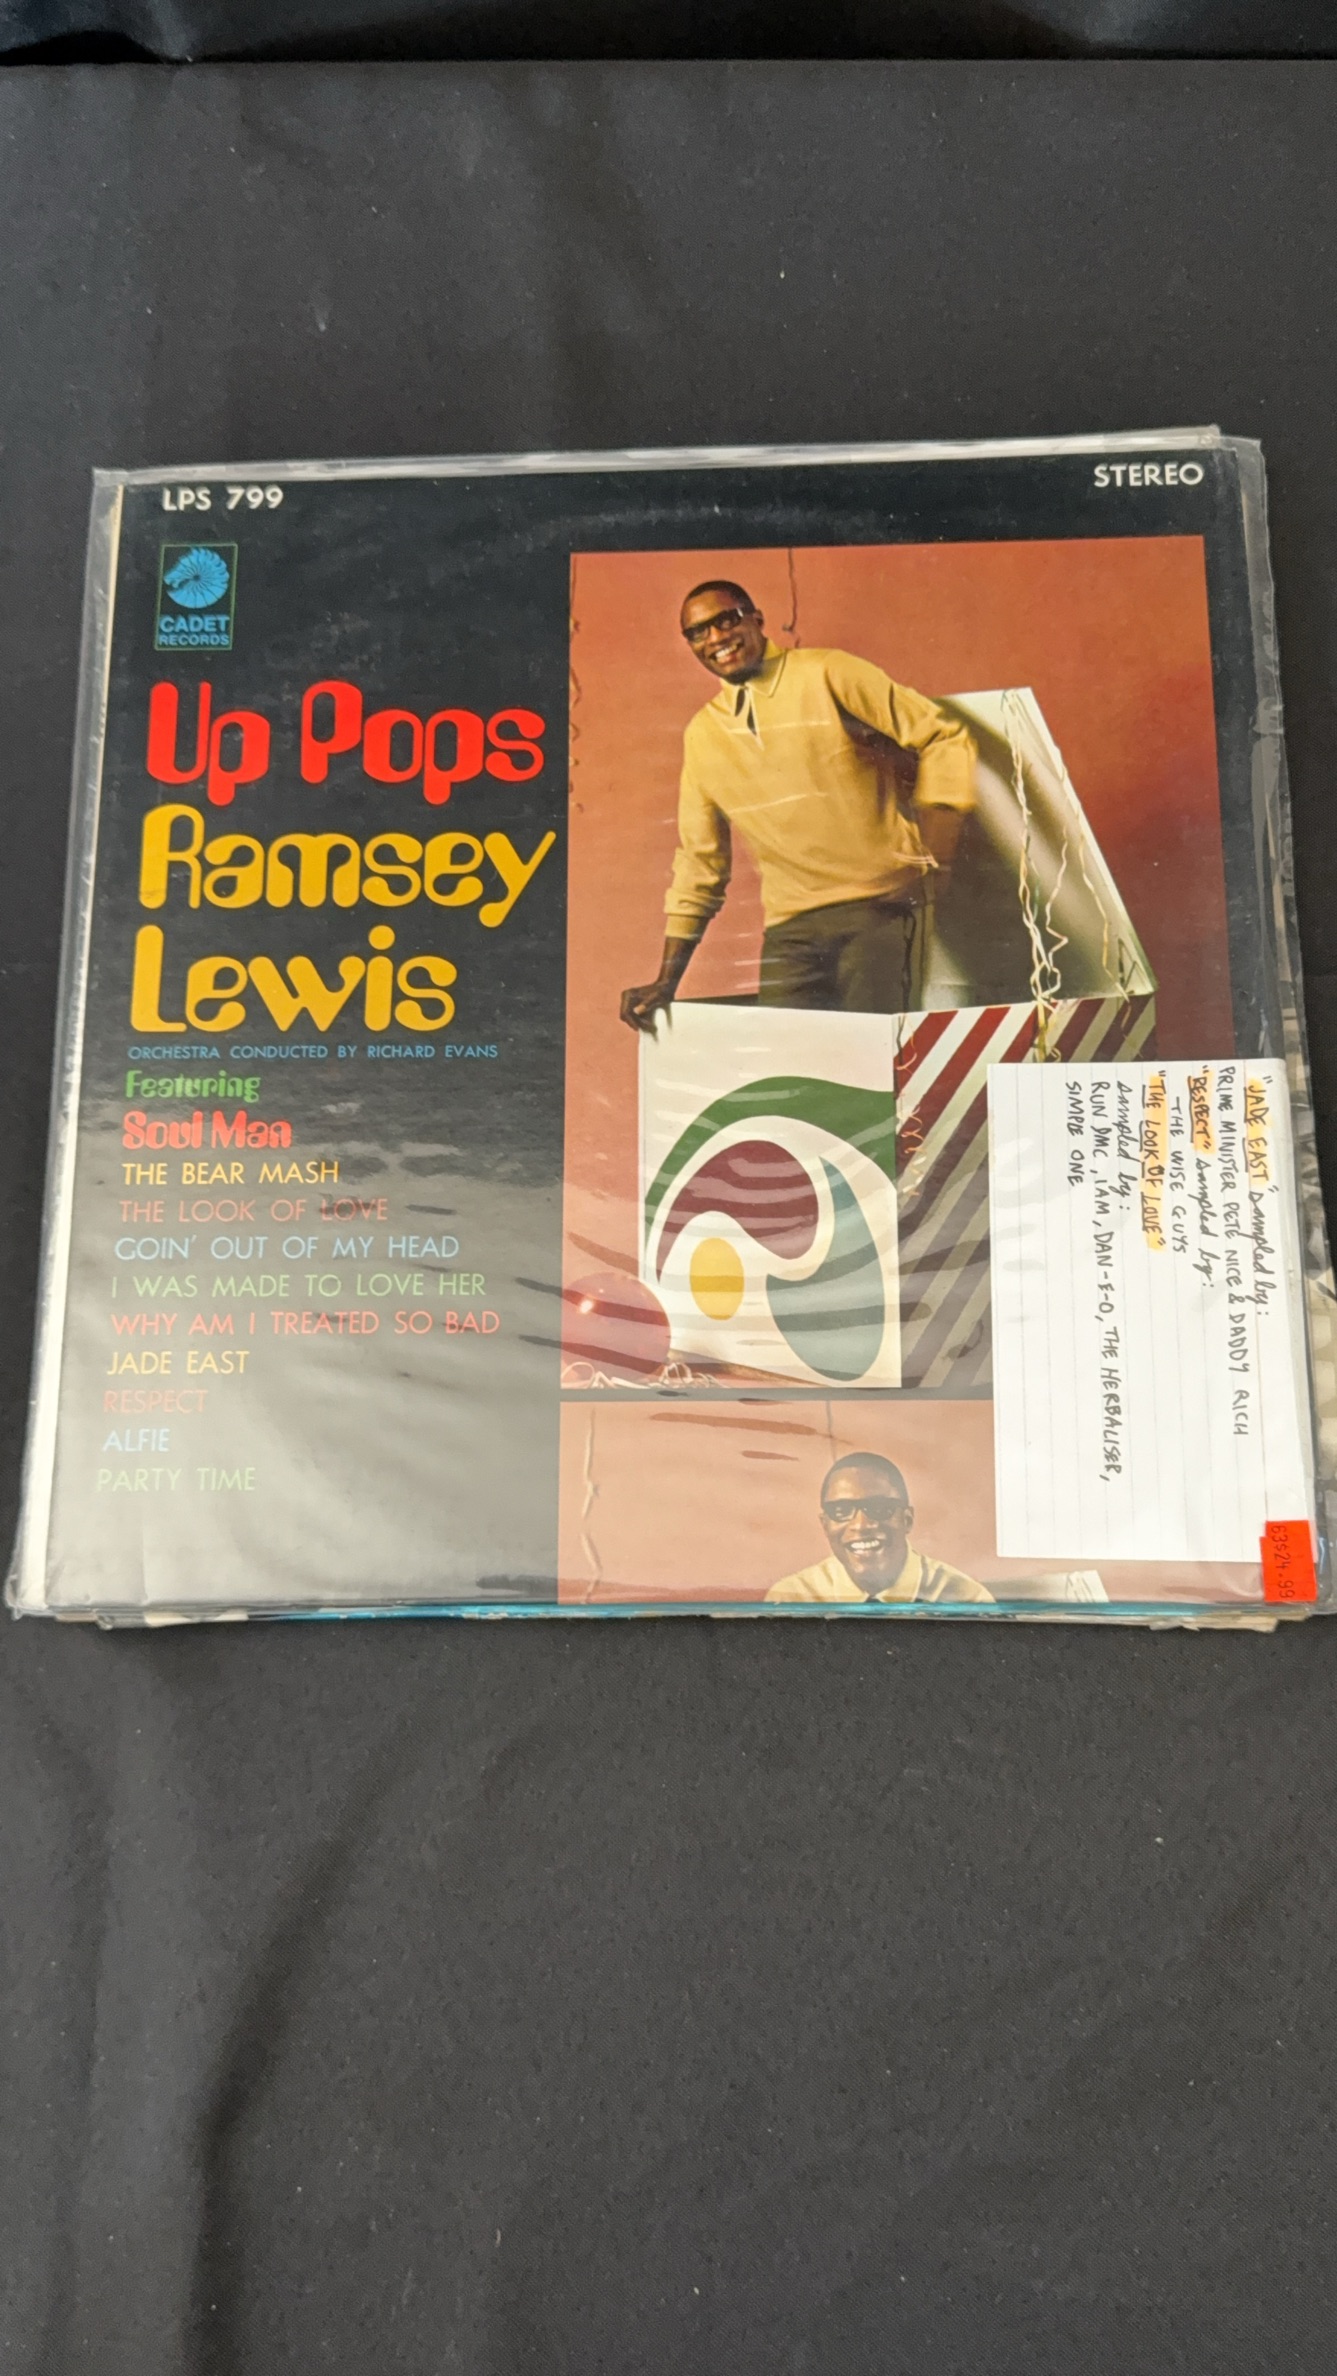 LPS 799
STEREO
CADET
RECORDS
Up Pops
Ramsey
Lewis
ORCHESTRA CONDUCTED BY RICHARD EVANS
Featuring
Soul Man
THE BEAR MASH
THE LOOK OF LOVE
GOIN' OUT OF MY HEAD
I WAS MADE TO LOVE HER
WHY AM I TREATED SO BAD
JADE EAST
RESPECT
ALFIE
PARTY TIME
"JADE EAST" sampled by:
PRIME MINISTER PETE NICE & DADDY RICH
"RESPECT" sampled by:
THE WISE GUYS
"THE LOOK OF LOVE"
sampled by:
RUN DMC, IAM, DAN-E-O, THE HERBALISER,
SIMPLE ONE
63$24.99